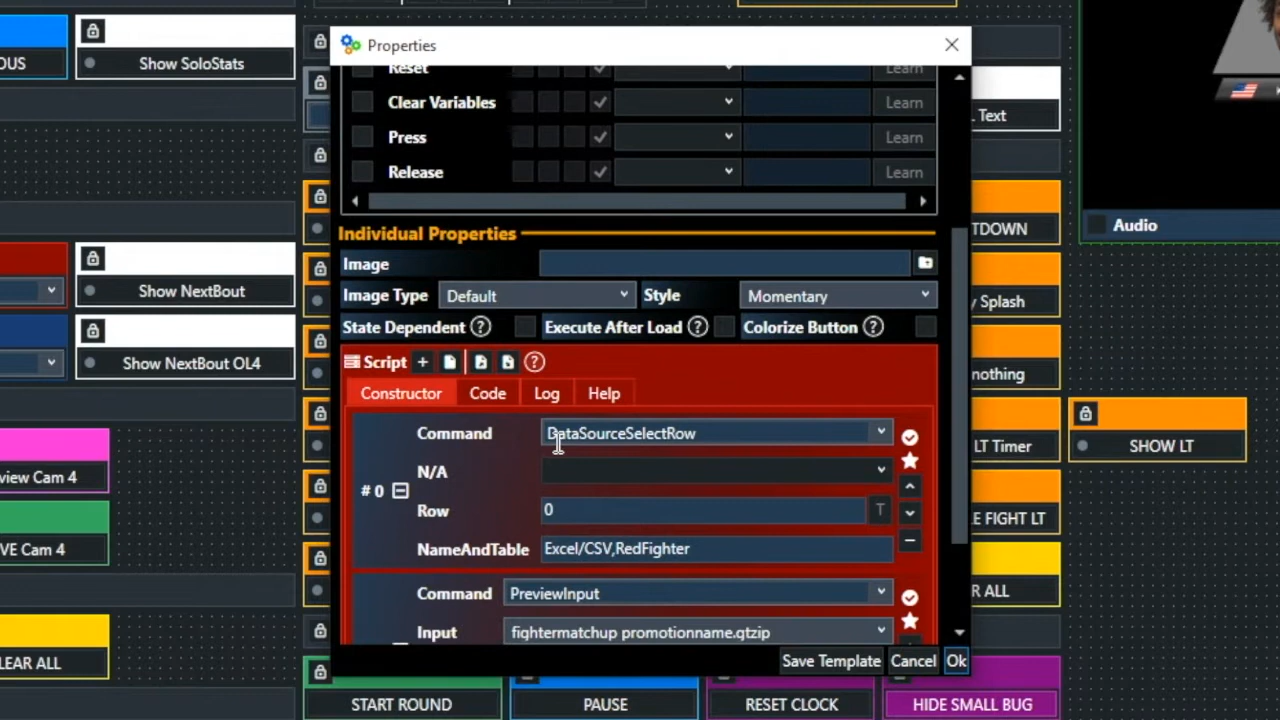 OUS
Show SoloStats
Show NextBout
Show NextBout OL4
view Cam 4
VE Cam 4
LEAR ALL
Properties
Reset
Learn
Clear Variables
Learn
Press
Learn
Release
Learn
Individual Properties
Image
Image Type
Default
Style
Momentary
State Dependent
Execute After Load
Colorize Button
Script
Constructor
Code
Log
Help
# 0
Command
DataSourceSelectRow
N/A
Row
0
T
NameAndTable
Excel/CSV,RedFighter
Command
PreviewInput
Input
fightermatchup promotionname.gtzip
Save Template
Cancel
Ok
Text
TDOWN
Splash
nothing
LT Timer
SHOW LT
E FIGHT LT
R ALL
Audio
START ROUND
PAUSE
RESET CLOCK
HIDE SMALL BUG